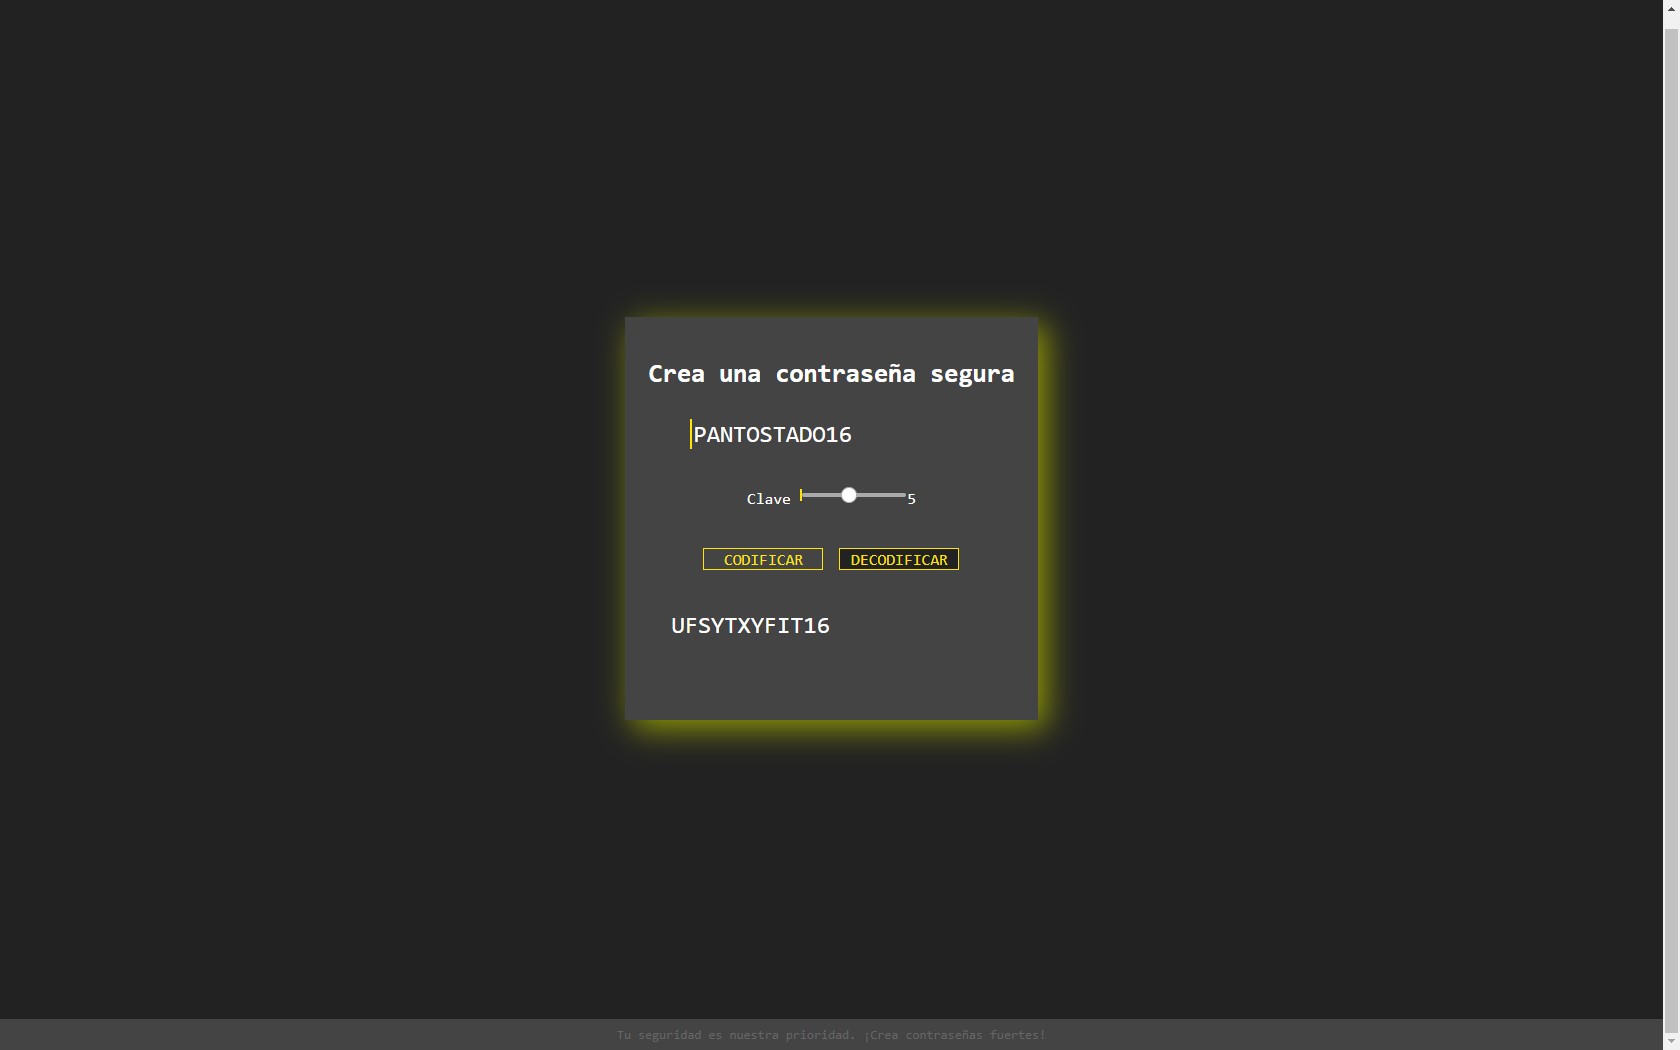 Crea una contraseña segura
PANTOSTADO16
Clave 5
CODIFICAR DECODIFICAR
UFSYTXYFIT16
Tu seguridad es nuestra prioridad. ¡Crea contraseñas fuertes!